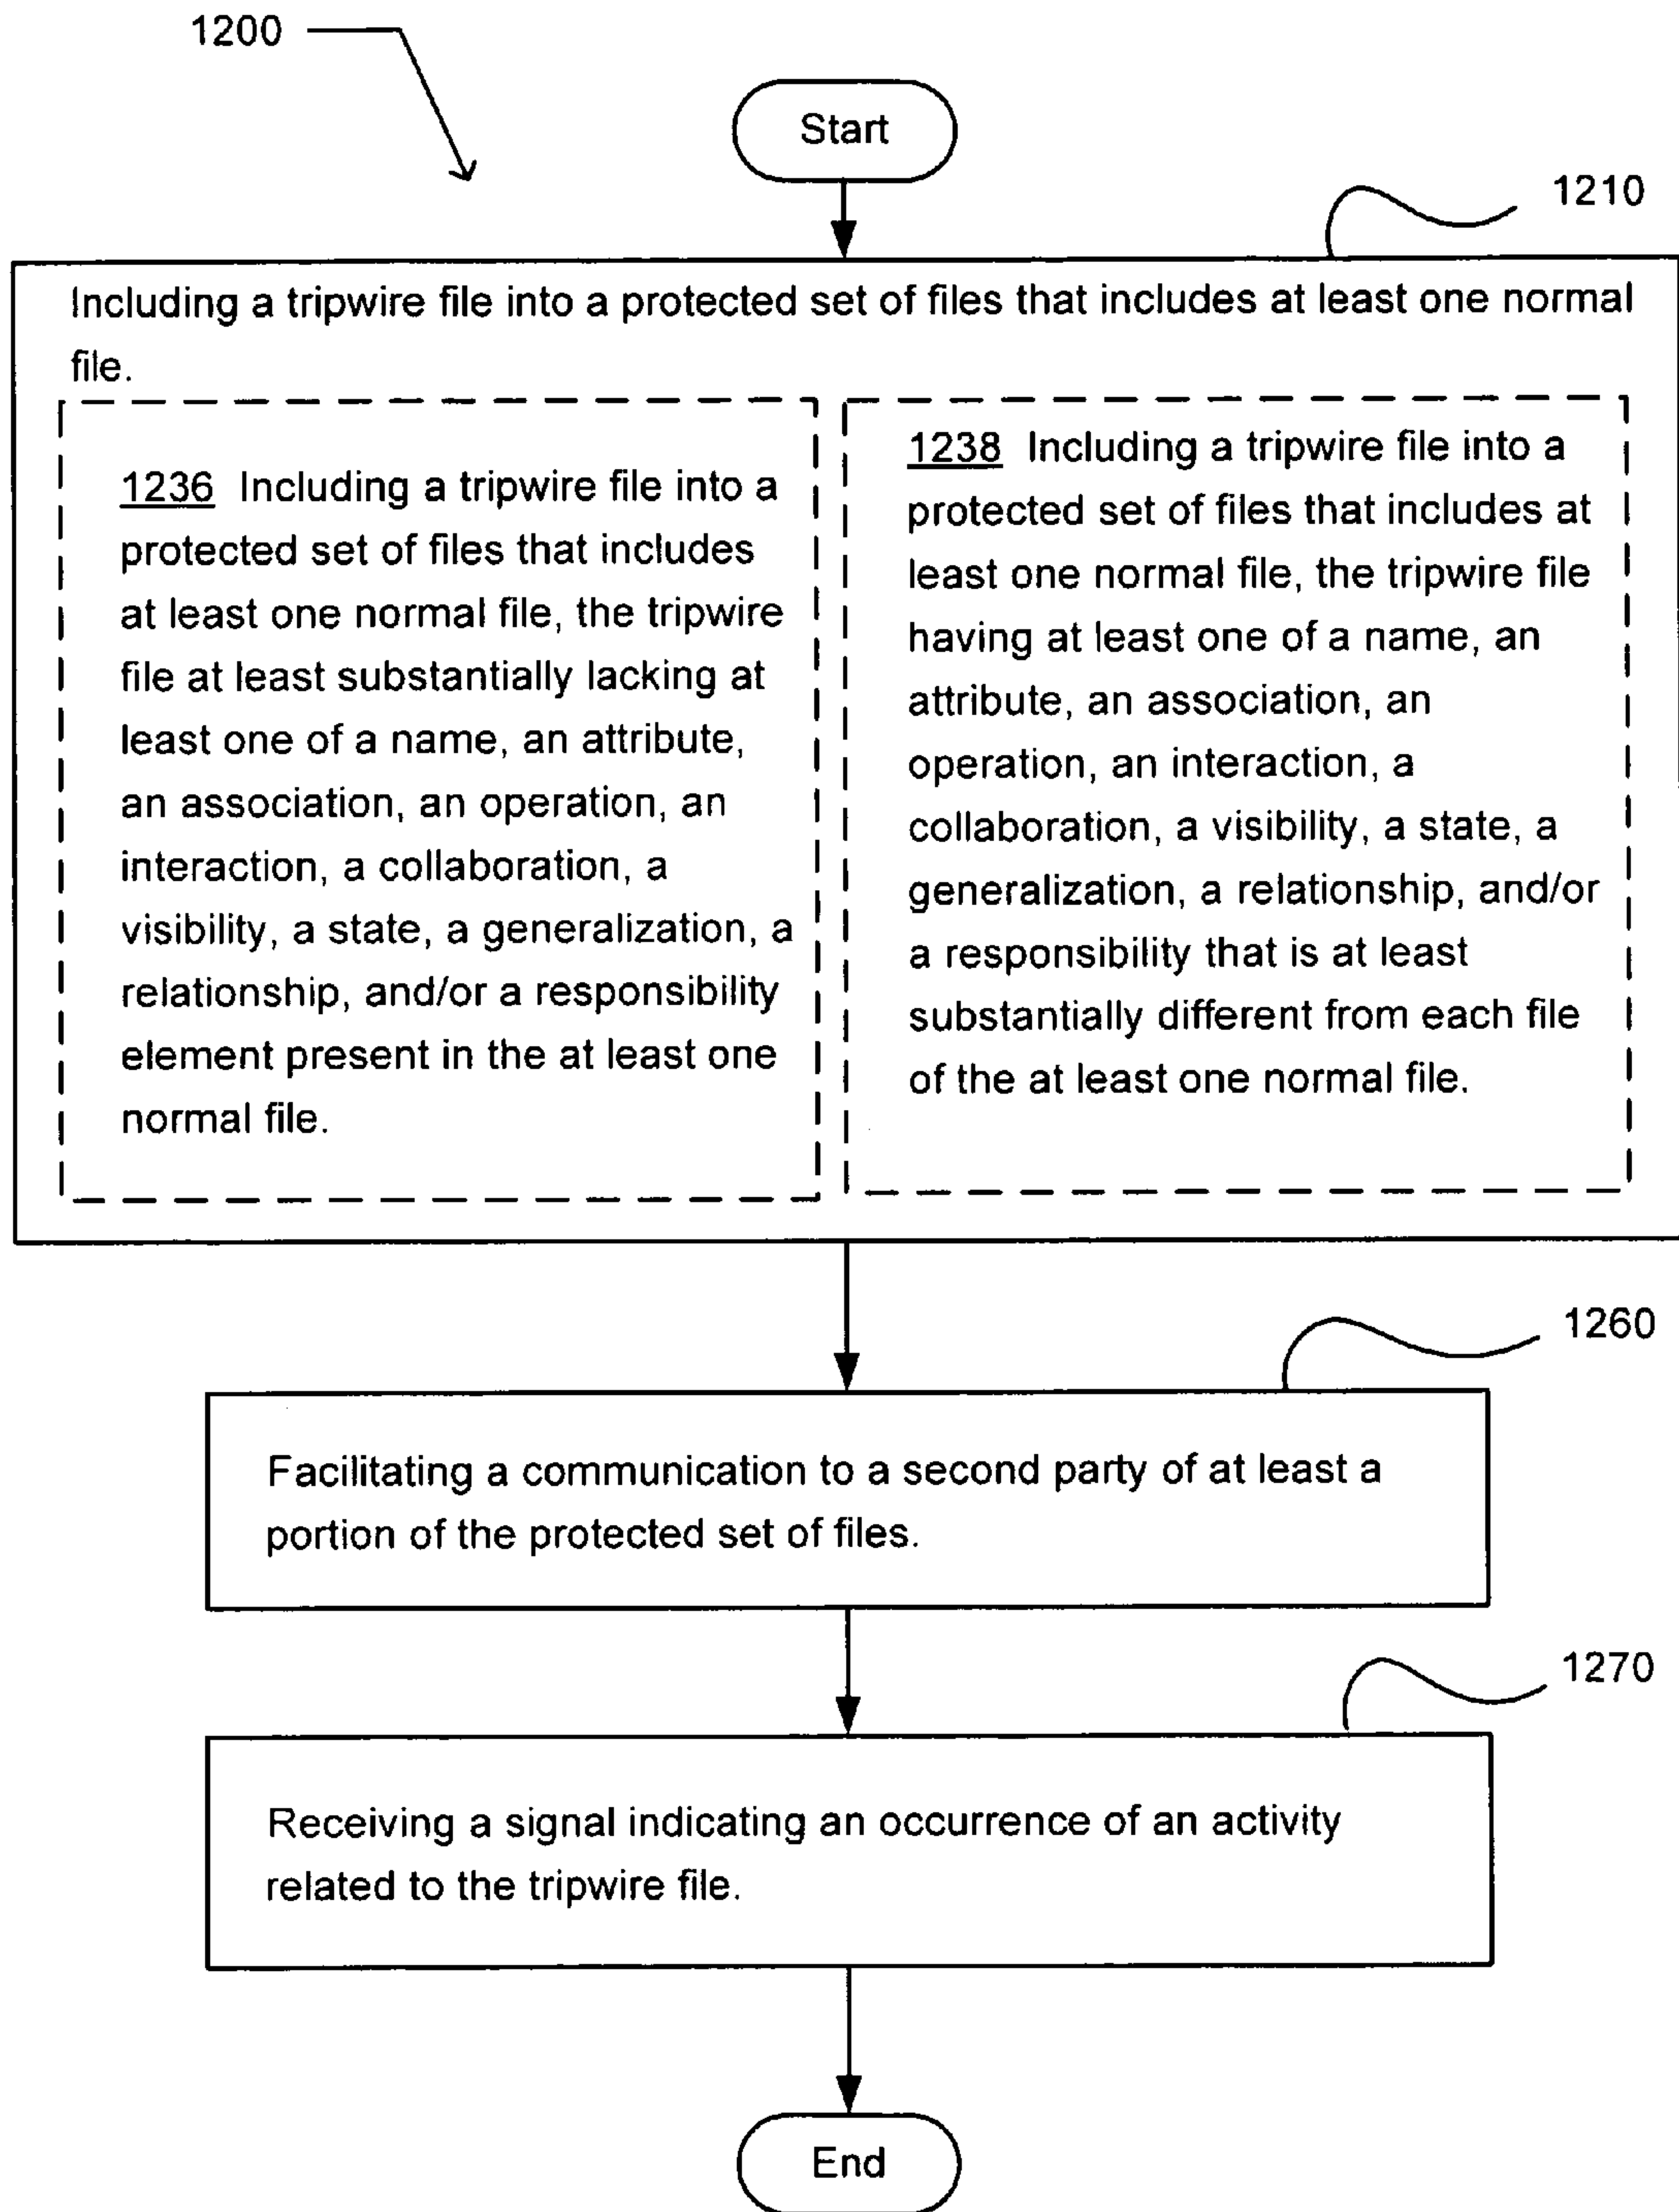 1200
Start
1210
Including a tripwire file into a protected set of files that includes at least one normal
file.
1236 Including a tripwire file into a
protected set of files that includes
at least one normal file, the tripwire
file at least substantially lacking at
least one of a name, an attribute,
an association, an operation, an
interaction, a collaboration, a
visibility, a state, a generalization, a
relationship, and/or a responsibility
element present in the at least one
normal file.
1238 Including a tripwire file into a
protected set of files that includes at
least one normal file, the tripwire file
having at least one of a name, an
attribute, an association, an
operation, an interaction, a
collaboration, a visibility, a state, a
generalization, a relationship, and/or
a responsibility that is at least
substantially different from each file
of the at least one normal file.
1260
Facilitating a communication to a second party of at least a
portion of the protected set of files.
1270
Receiving a signal indicating an occurrence of an activity
related to the tripwire file.
End